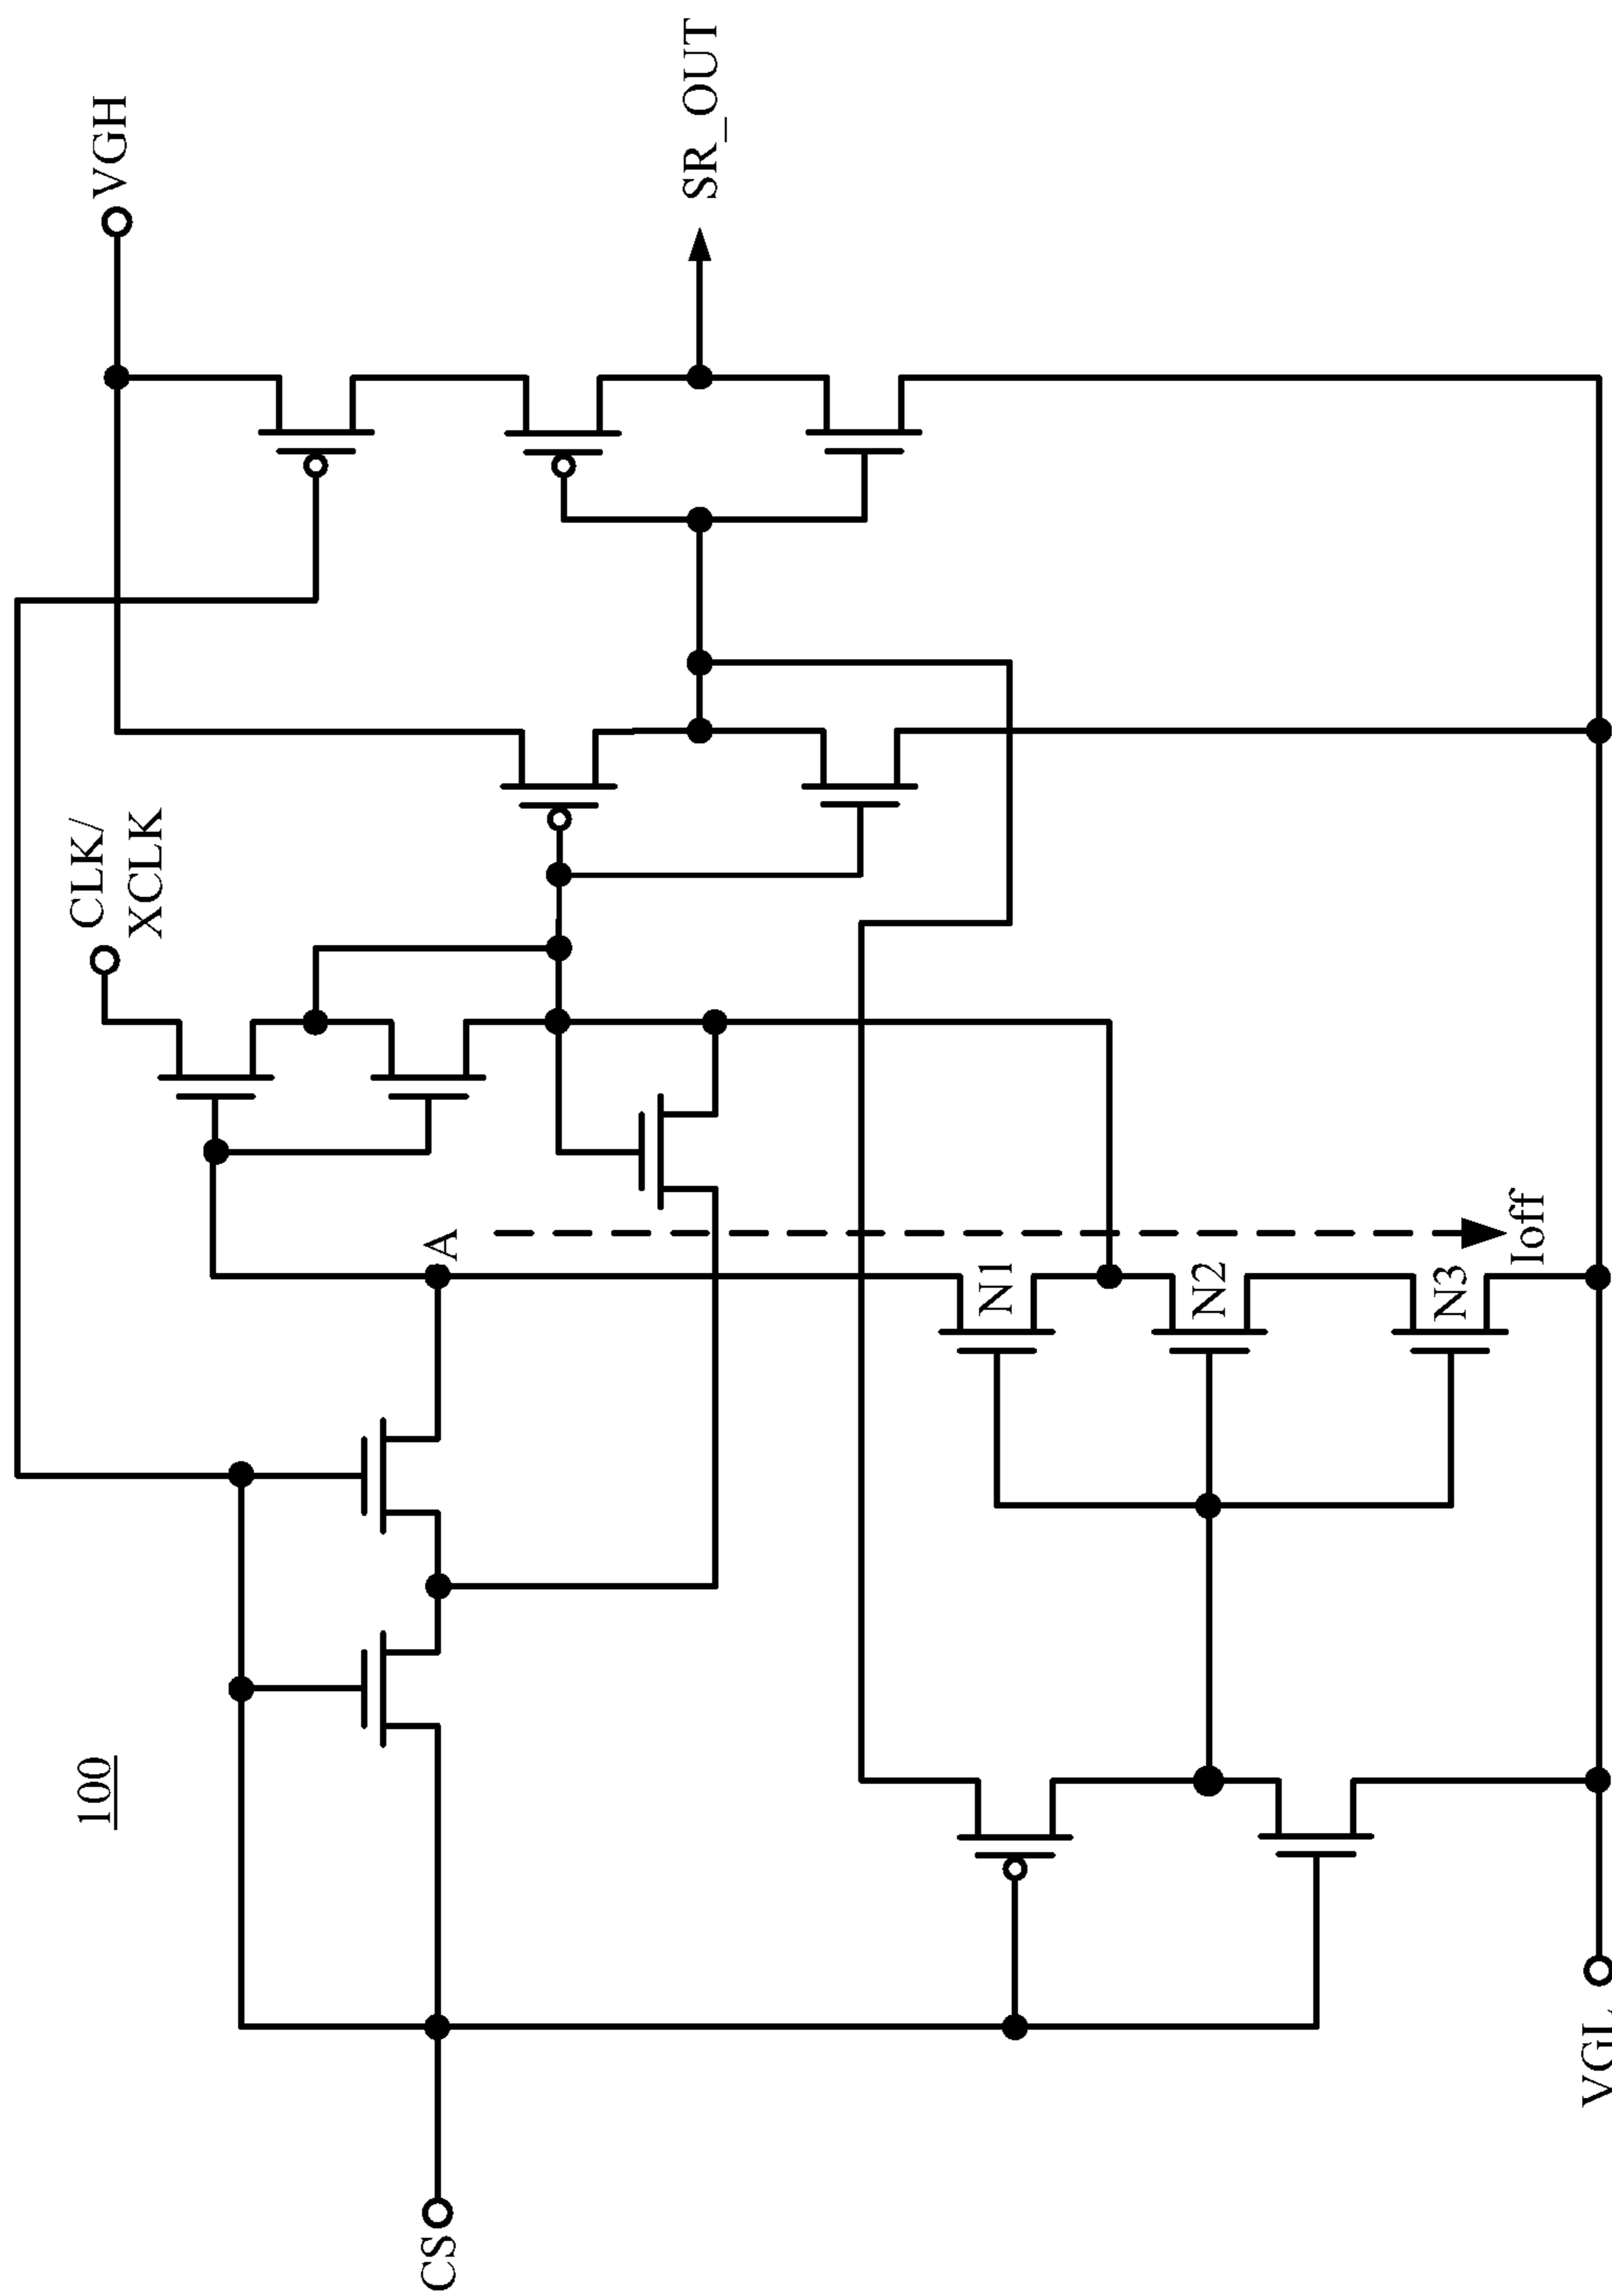 100
CLK/
XCLK
VGH
A
SR_OUT
N1
N2
N3
Ioff
CS
VGL